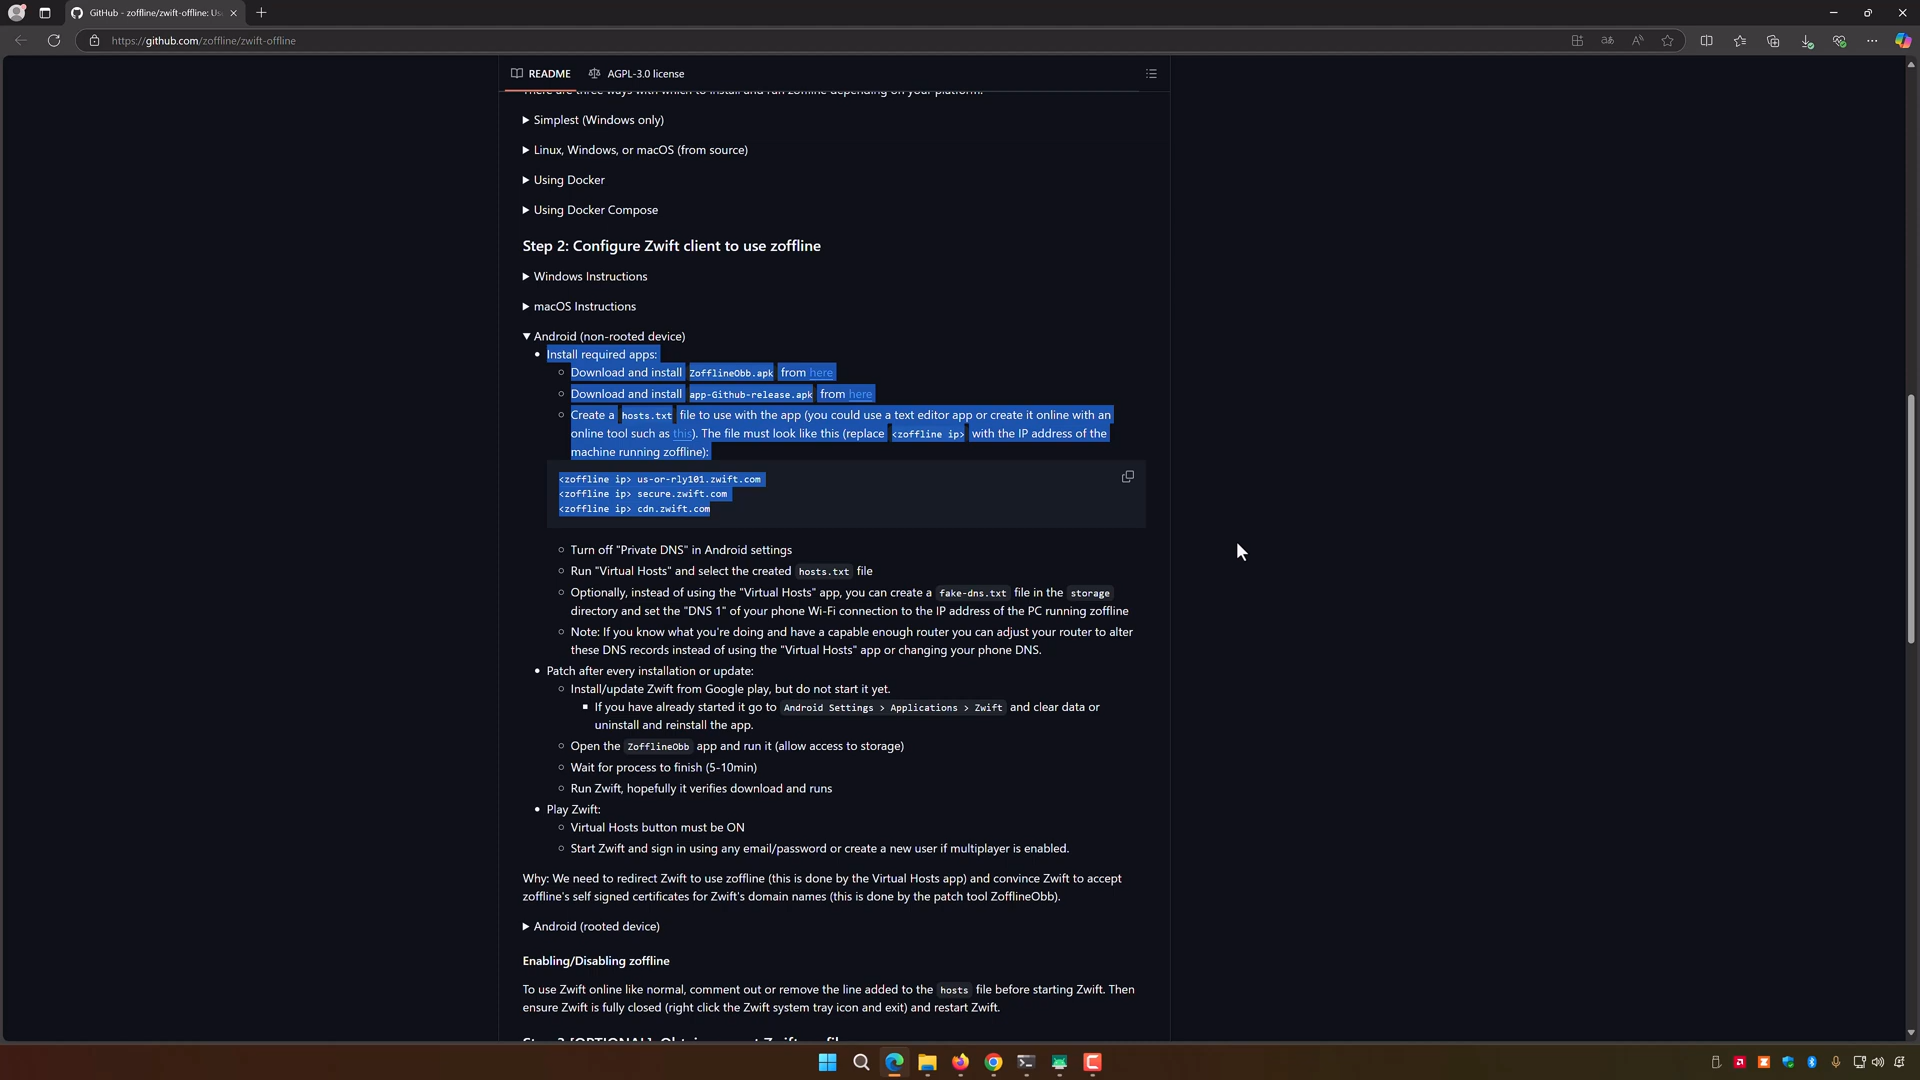 GitHub - zoffline/zwift-offline: Us
https://github.com/zoffline/zwift-offline
README
AGPL-3.0 license
There are three ways with which to install and run zoffline depending on your platform.
Simplest (Windows only)
Linux, Windows, or macOS (from source)
Using Docker
Using Docker Compose
Step 2: Configure Zwift client to use zoffline
Windows Instructions
macOS Instructions
Android (non-rooted device)
Install required apps:
Download and install ZofflineObb.apk from here
Download and install app-Github-release.apk from here
Create a hosts.txt file to use with the app (you could use a text editor app or create it online with an
online tool such as this). The file must look like this (replace <zoffline ip> with the IP address of the
machine running zoffline):
<zoffline ip> us-or-rly101.zwift.com
<zoffline ip> secure.zwift.com
<zoffline ip> cdn.zwift.com
Turn off "Private DNS" in Android settings
Run "Virtual Hosts" and select the created hosts.txt file
Optionally, instead of using the "Virtual Hosts" app, you can create a fake-dns.txt file in the storage
directory and set the "DNS 1" of your phone Wi-Fi connection to the IP address of the PC running zoffline
Note: If you know what you're doing and have a capable enough router you can adjust your router to alter
these DNS records instead of using the "Virtual Hosts" app or changing your phone DNS.
Patch after every installation or update:
Install/update Zwift from Google play, but do not start it yet.
If you have already started it go to Android Settings > Applications > Zwift and clear data or
uninstall and reinstall the app.
Open the ZofflineObb app and run it (allow access to storage)
Wait for process to finish (5-10min)
Run Zwift, hopefully it verifies download and runs
Play Zwift:
Virtual Hosts button must be ON
Start Zwift and sign in using any email/password or create a new user if multiplayer is enabled.
Why: We need to redirect Zwift to use zoffline (this is done by the Virtual Hosts app) and convince Zwift to accept
zoffline's self signed certificates for Zwift's domain names (this is done by the patch tool ZofflineObb).
Android (rooted device)
Enabling/Disabling zoffline
To use Zwift online like normal, comment out or remove the line added to the hosts file before starting Zwift. Then
ensure Zwift is fully closed (right click the Zwift system tray icon and exit) and restart Zwift.